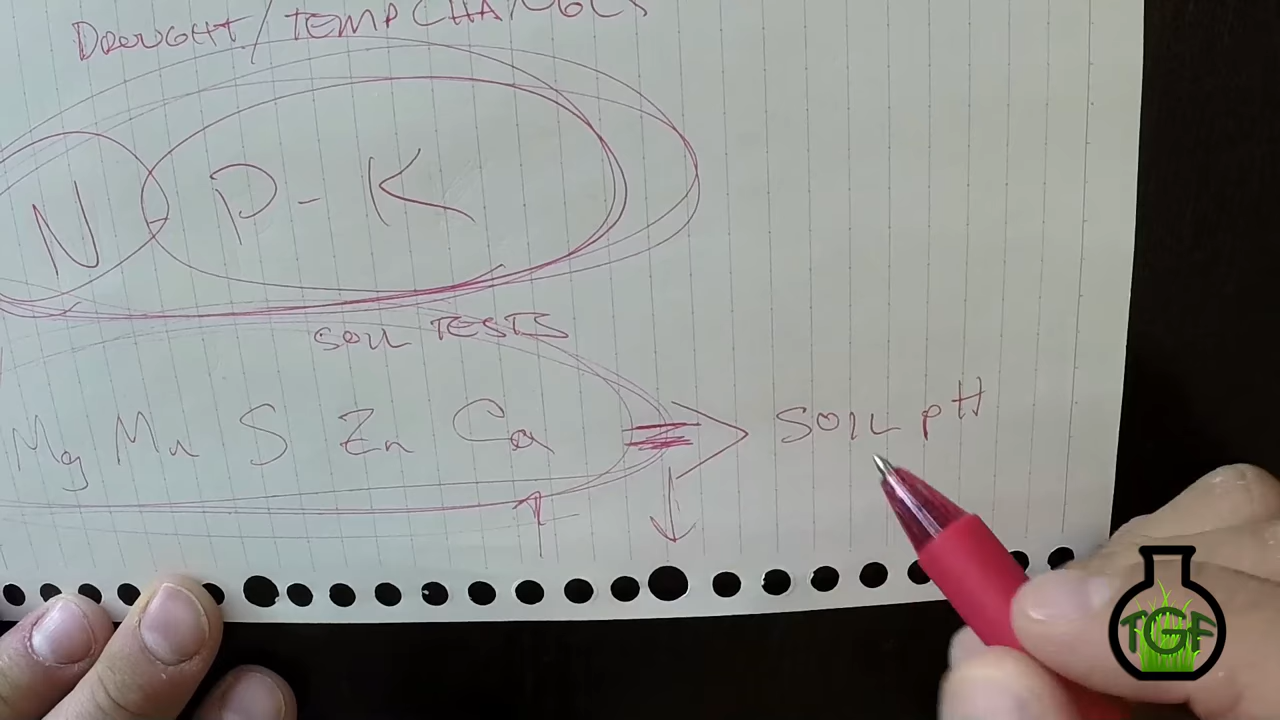 DROUGHT/TEMP CHANGES
N P-K
SOIL TESTS
Mg Mn S Zn Ca
SOIL pH
TGF